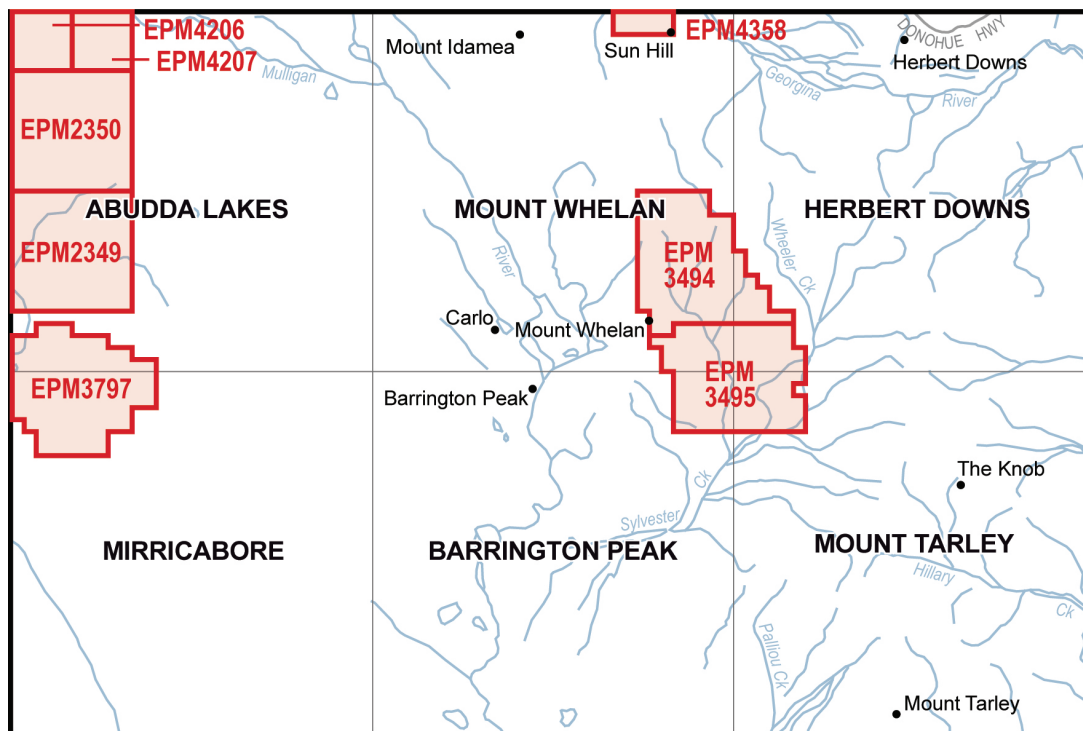 EPM4206
EPM4207
Mulligan
Mount Idamea
Sun Hill
EPM4358
DONOHUE HWY
Herbert Downs
Georgina
River
EPM2350
ABUDDA LAKES
MOUNT WHELAN
HERBERT DOWNS
EPM2349
River
EPM
3494
Wheeler
Ck
Carlo
Mount Whelan
EPM3797
Barrington Peak
EPM
3495
The Knob
Ck
Sylvester
MIRRICABORE
BARRINGTON PEAK
MOUNT TARLEY
Hillary
Ck
Palliou Ck
Mount Tarley